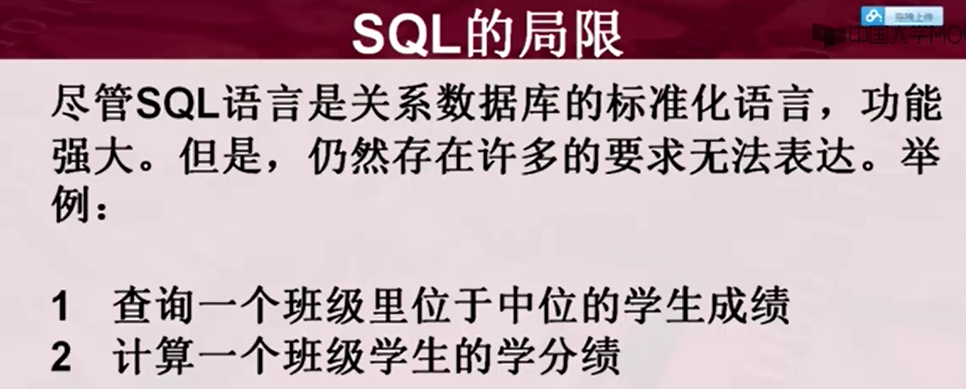 SQL的局限
中国大学MO
尽管SQL语言是关系数据库的标准化语言，功能
强大。但是，仍然存在许多的要求无法表达。举
例：
1 查询一个班级里位于中位的学生成绩
2 计算一个班级学生的学分绩